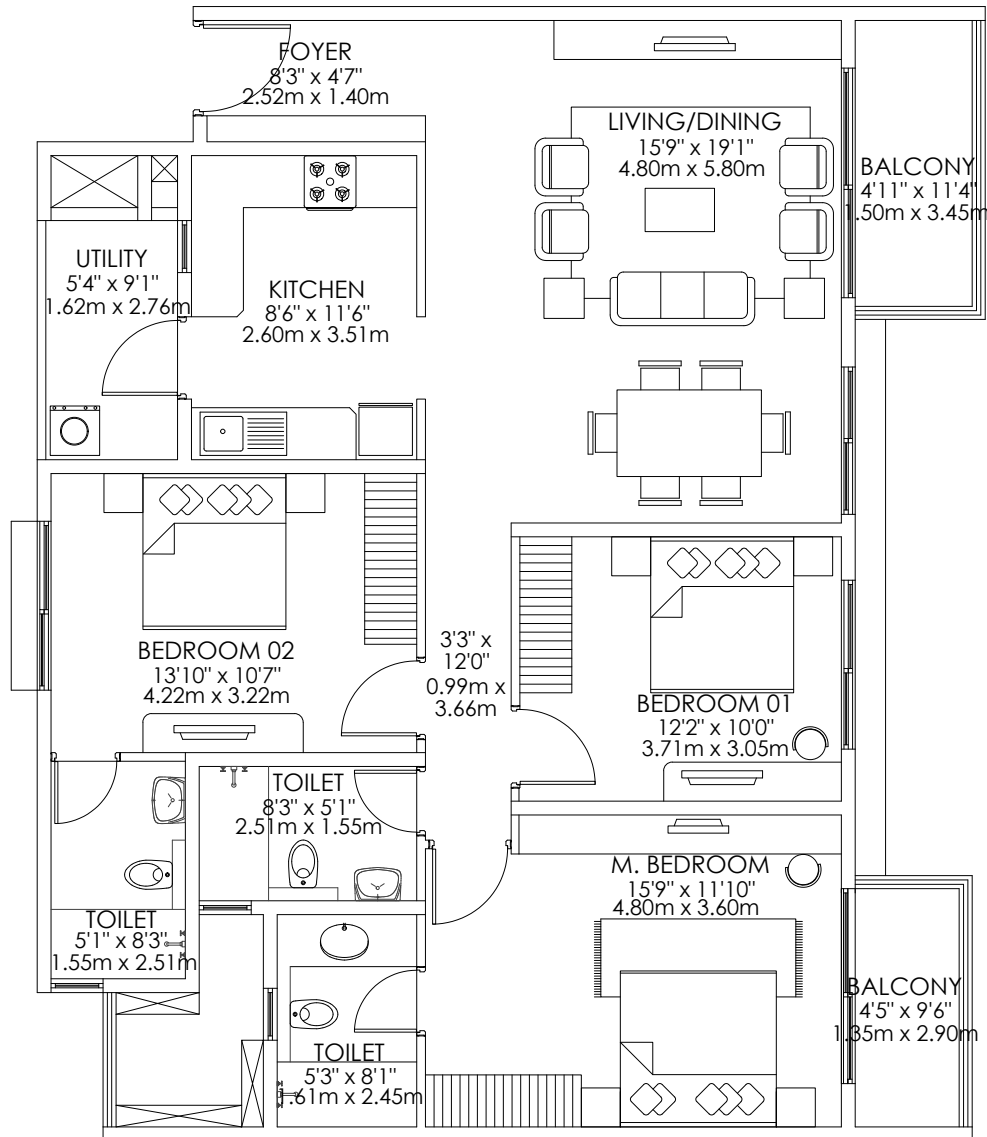 FOYER
8'3" x 4'7"
2.52m x 1.40m
LIVING/DINING
15'9" x 19'1"
4.80m x 5.80m
BALCONY
4'11" x 11'4"
1.50m x 3.45m
UTILITY
5'4" x 9'1"
1.62m x 2.76m
KITCHEN
8'6" x 11'6"
2.60m x 3.51m
BEDROOM 02
13'10" x 10'7"
4.22m x 3.22m
3'3" x
12'0"
0.99m x
3.66m
BEDROOM 01
12'2" x 10'0"
3.71m x 3.05m
TOILET
8'3" x 5'1"
2.51m x 1.55m
M. BEDROOM
15'9" x 11'10"
4.80m x 3.60m
TOILET
5'1" x 8'3"
1.55m x 2.51m
BALCONY
4'5" x 9'6"
1.35m x 2.90m
TOILET
5'3" x 8'1"
1.61m x 2.45m